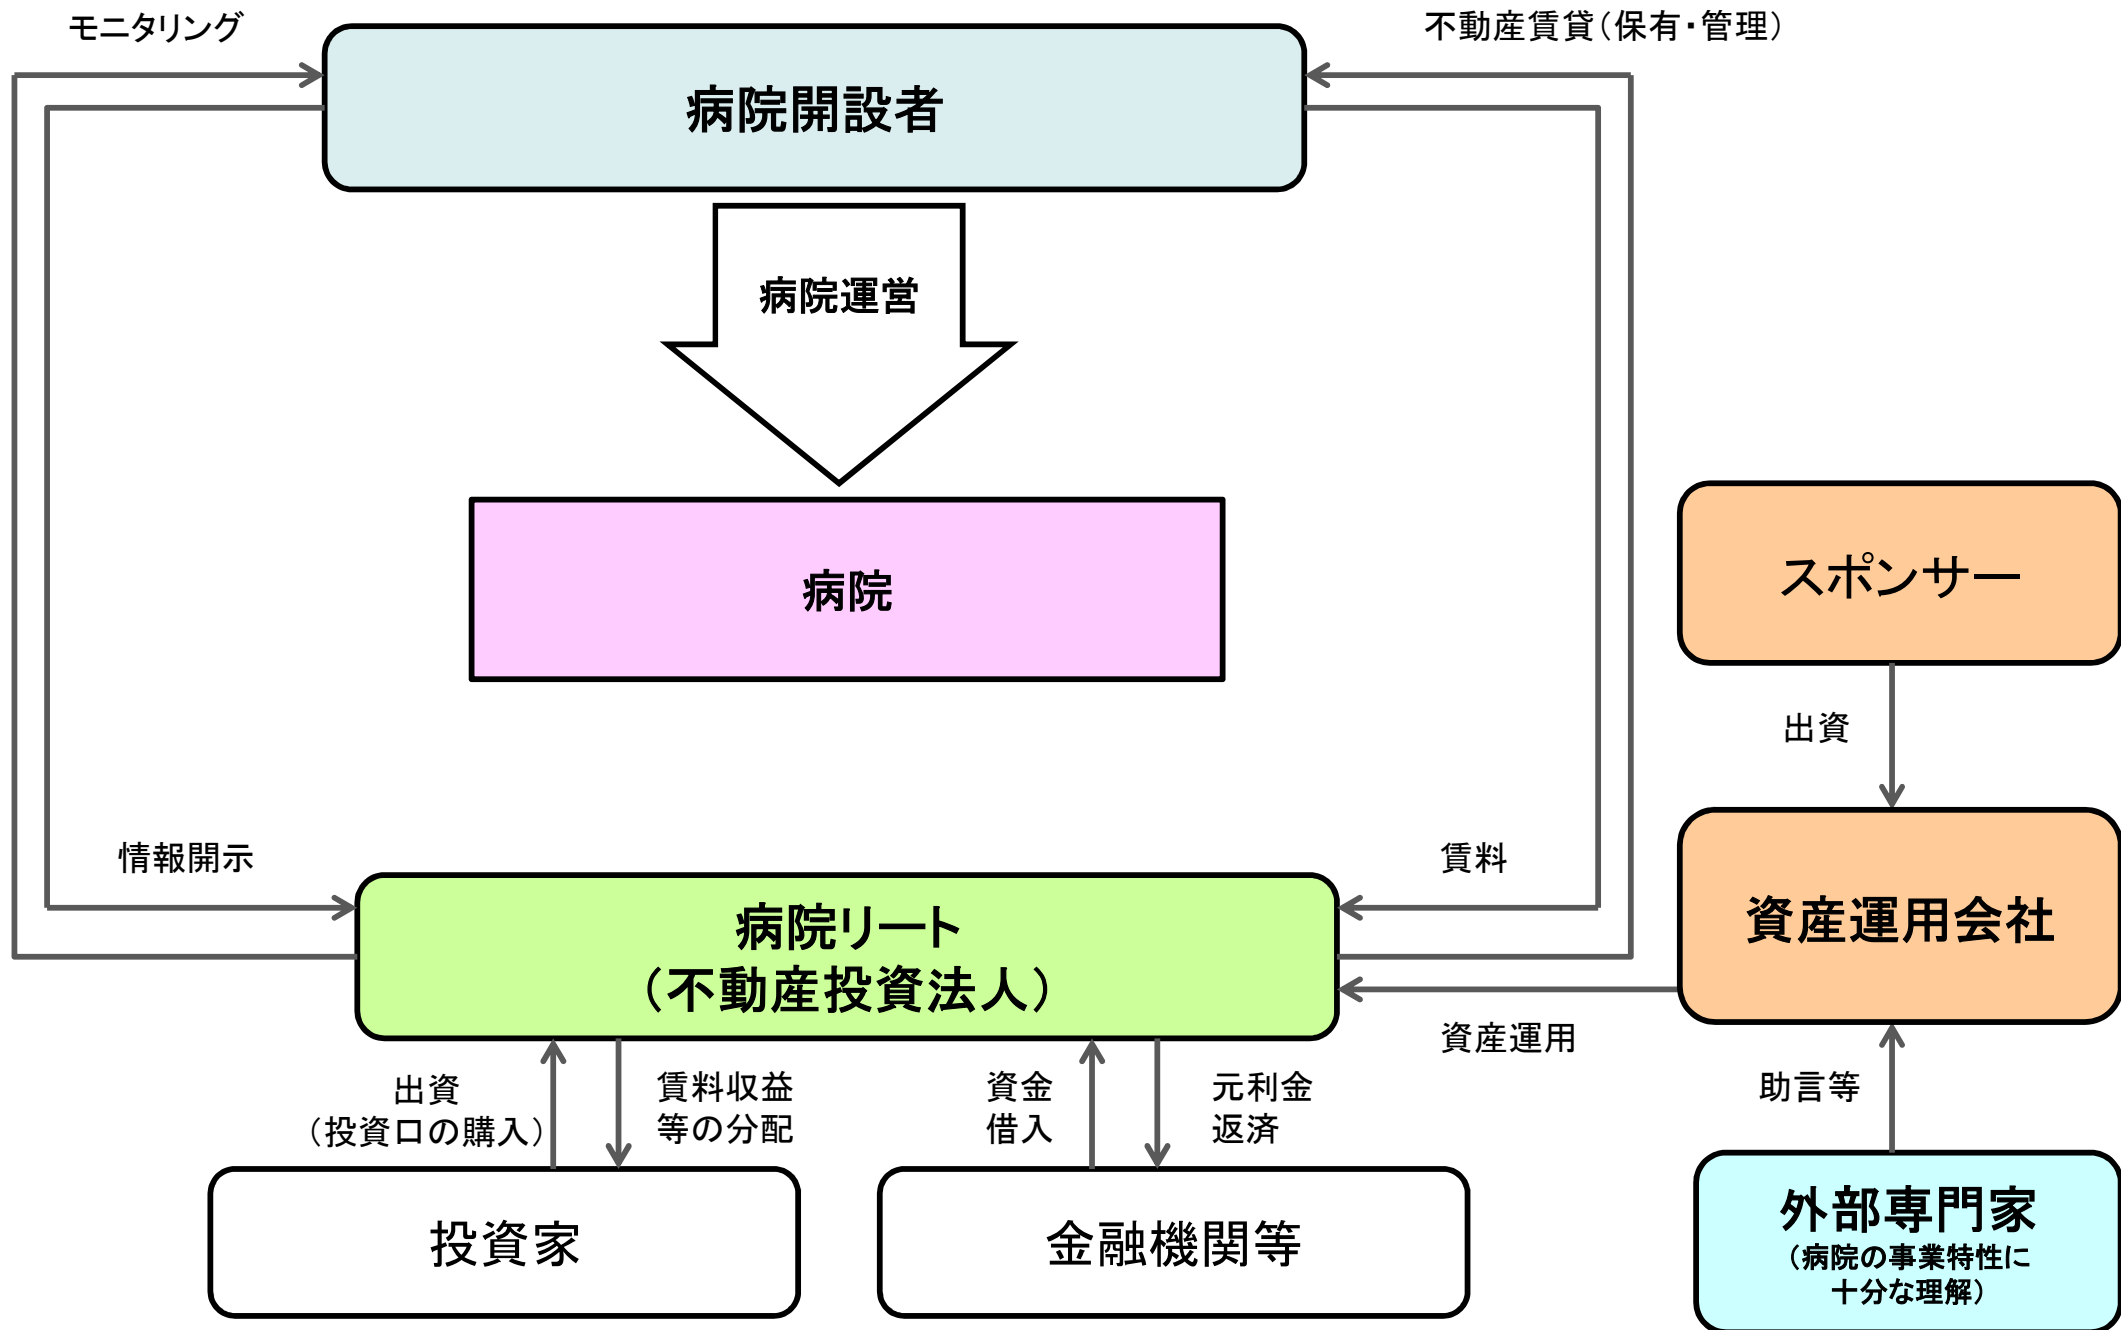 モニタリング
不動産賃貸（保有・管理）
病院開設者
病院運営
病院
スポンサー
出資
情報開示
賃料
病院リート
（不動産投資法人）
資産運用会社
資産運用
出資
（投資口の購入）
賃料収益
等の分配
資金
借入
元利金
返済
助言等
投資家
金融機関等
外部専門家
（病院の事業特性に
十分な理解）